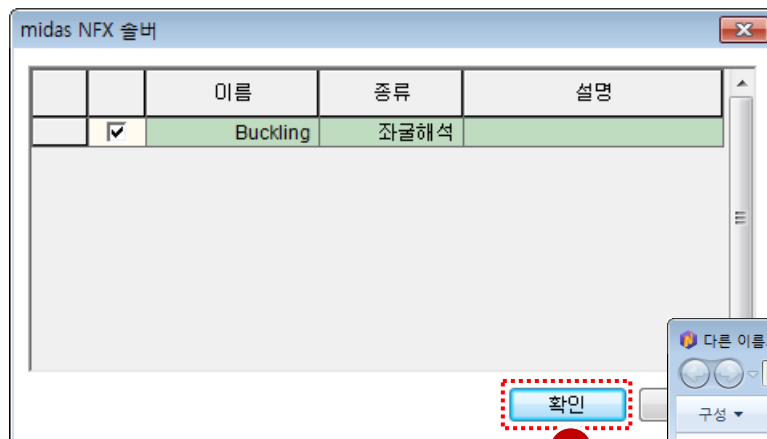 midas NFX 솔버
이름 종류 설명
Buckling 좌굴해석
다른 이름
확인
구성